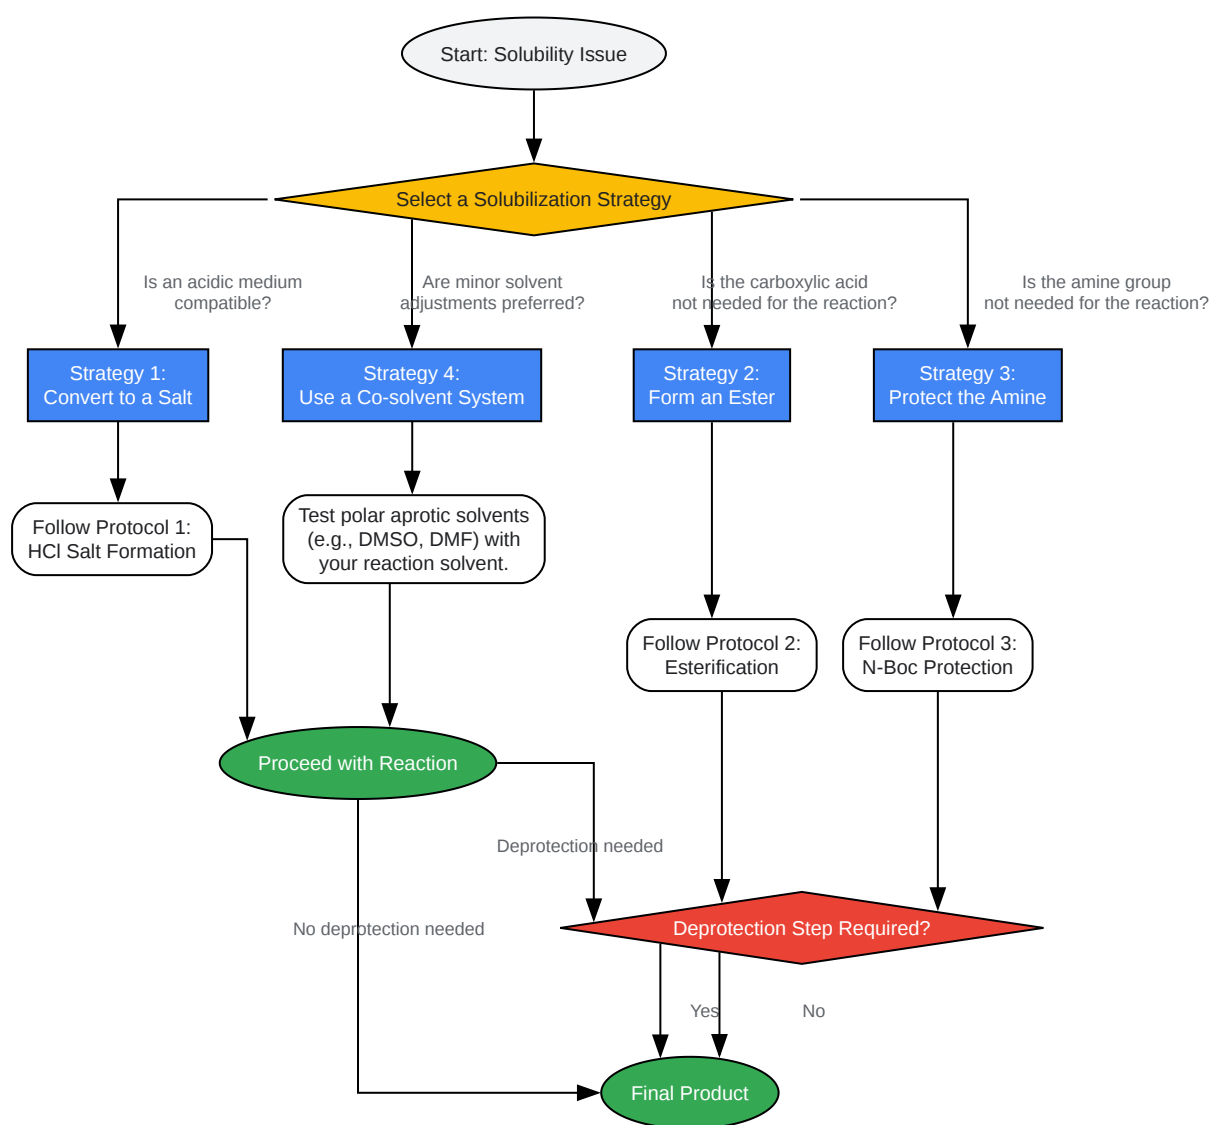 Start: Solubility Issue
Select a Solubilization Strategy
Is an acidic medium
compatible?
Are minor solvent
adjustments preferred?
Is the carboxylic acid
not needed for the reaction?
Is the amine group
not needed for the reaction?
Strategy 1:
Convert to a Salt
Strategy 4:
Use a Co-solvent System
Strategy 2:
Form an Ester
Strategy 3:
Protect the Amine
Follow Protocol 1:
HCl Salt Formation
Test polar aprotic solvents
(e.g., DMSO, DMF) with
your reaction solvent.
Follow Protocol 2:
Esterification
Follow Protocol 3:
N-Boc Protection
Proceed with Reaction
Deprotection needed
No deprotection needed
Deprotection Step Required?
Yes
No
Final Product